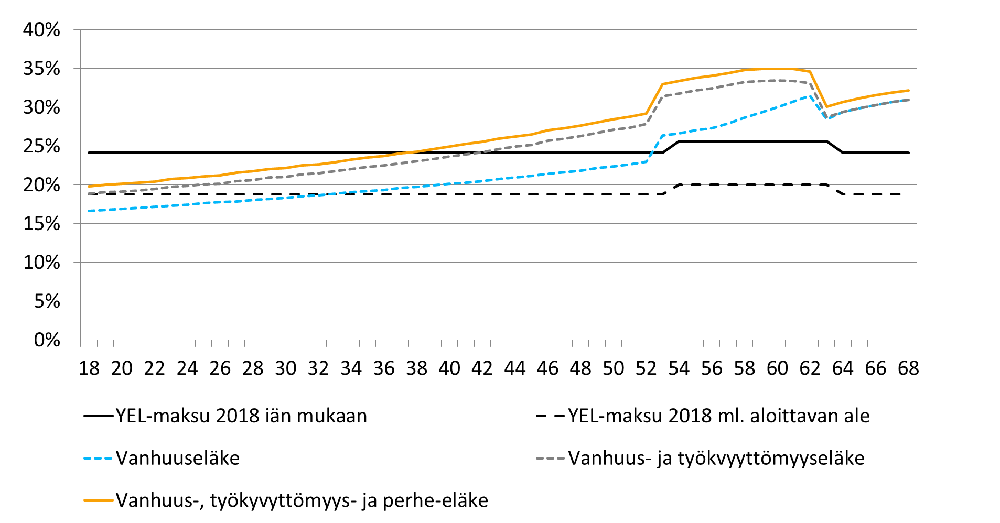 40%
35%
30%
25%
20%
15%
10%
5%
0%
18 20 22 24 26 28 30 32 34 36 38 40 42 44 46 48 50 52 54 56 58 60 62 64 66 68
YEL-maksu 2018 iän mukaan
YEL-maksu 2018 ml. aloittavan ale
Vanhuuseläke
Vanhuus- ja työkvyyttömyyseläke
Vanhuus-, työkyvyttömyys- ja perhe-eläke